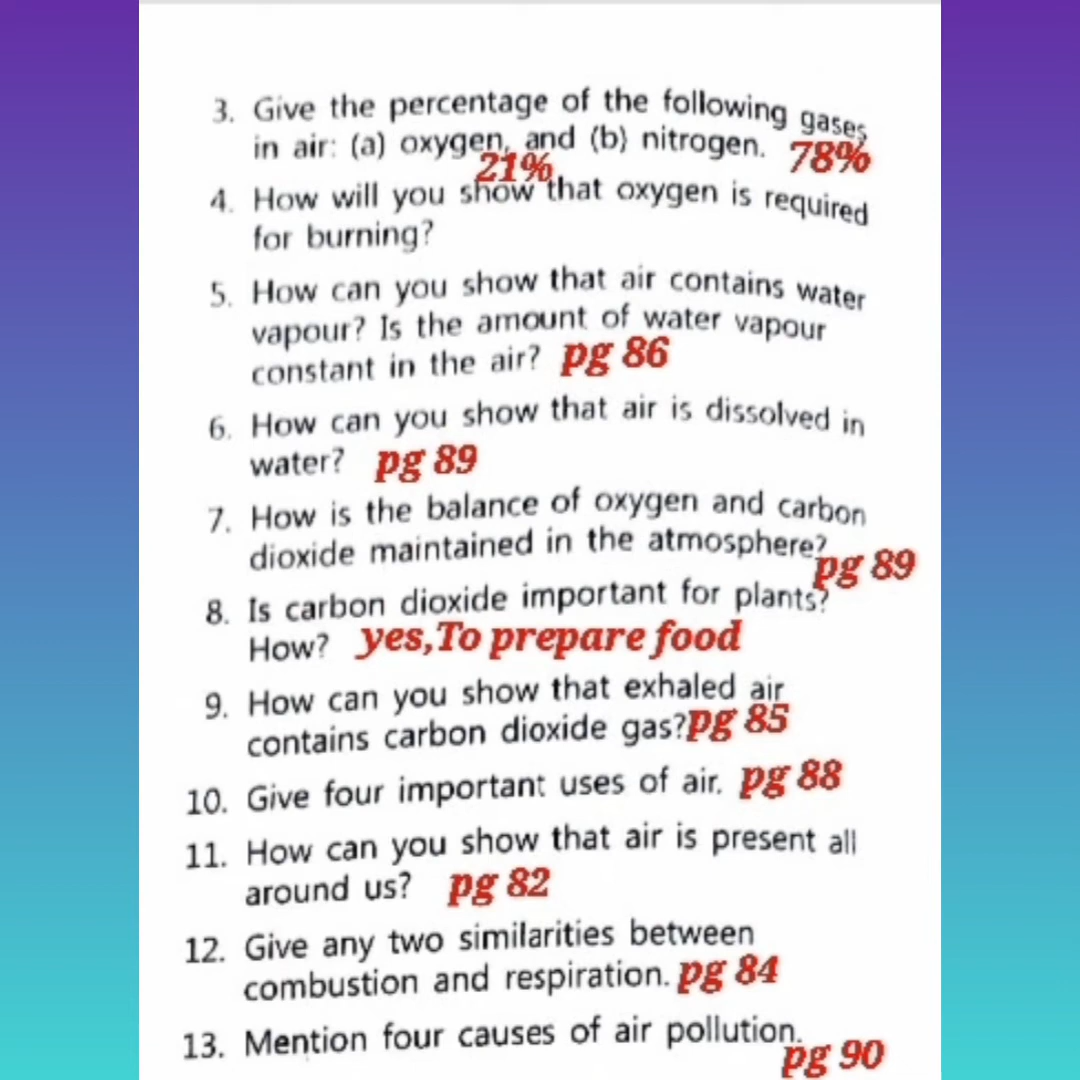 3. Give the percentage of the following gases
in air: (a) oxygen, and (b) nitrogen. 78%
21%
4. How will you show that oxygen is required
for burning?
5. How can you show that air contains water
vapour? Is the amount of water vapour
constant in the air? pg 86
6. How can you show that air is dissolved in
water? pg 89
7. How is the balance of oxygen and carbon
dioxide maintained in the atmosphere?
pg 89
8. Is carbon dioxide important for plants?
How? yes,To prepare food
9. How can you show that exhaled air
contains carbon dioxide gas?pg 85
10. Give four important uses of air. pg 88
11. How can you show that air is present all
around us? pg 82
12. Give any two similarities between
combustion and respiration. pg 84
13. Mention four causes of air pollution.
pg 90